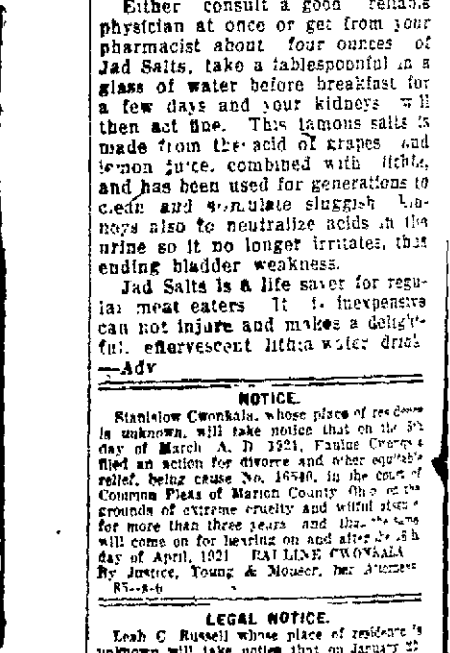 Either consult a good reliable
physician at once or get from your
pharmacist about four ounces of
Jad Salts, take a tablespoonful in a
glass of water before breakfast for
a few days and your kidneys will
then act fine. This famous salts is
made from the acid of grapes and
lemon juice, combined with lithia,
and has been used for generations to
clean and stimulate sluggish kid-
neys also to neutralize acids in the
urine so it no longer irritates, thus
ending bladder weakness.
Jad Salts is a life saver for regu-
lar meat eaters It is inexpensive
can not injure and makes a delight-
ful, effervescent lithia water drink
—Adv
NOTICE.
Stanislow Cwonkala, whose place of residence
is unknown, will take notice that on the 5th
day of March A. D 1921,
filed an action for divorce and other equitable
relief, being cause No. 16540, in the court of
Common Pleas of Marion County Ohio on the
grounds of extreme cruelty and wilful
for more than three years and that the same
will come on for hearing on and after
day of April, 1921 PAULINE CWONKALA
By Justice, Young & Mouser, her Attorneys
LEGAL NOTICE.
Leah C Russell whose place of residence is
unknown will take notice that on January